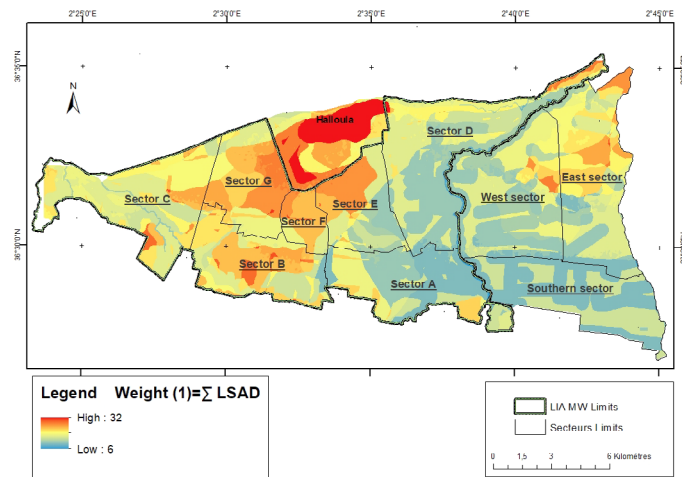 2°25'0"E 2°30'0"E 2°35'0"E 2°40'0"E 2°45'0"E
36°35'0"N
N
Halloula
Sector D
Sector G
East sector
Sector C
West sector
Sector E
Sector F
36°30'0"N
Sector B
Sector A
Southern sector
Legend Weight (1)=∑ LSAD
High : 32
Low : 6
LIA MW Limits
Secteurs Limits
0 1,5 3 6 Kilométres